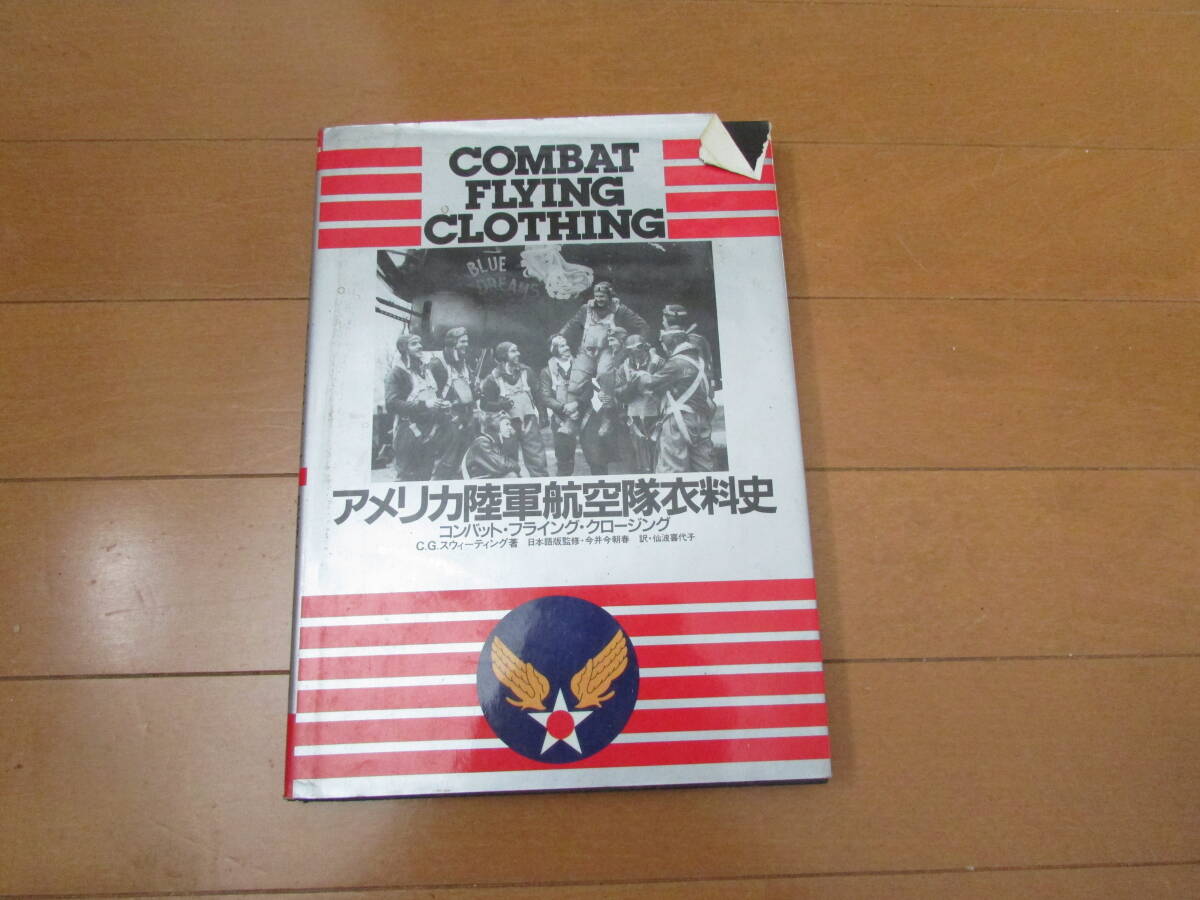 COMBAT
FLYING
CLOTHING
BLUE
DREAMS
アメリカ陸軍航空隊衣料史
コンバット・フライング・クロージング
C.G.スウィーティング著 日本語版監修・今井今朝春 訳・仙波喜代子